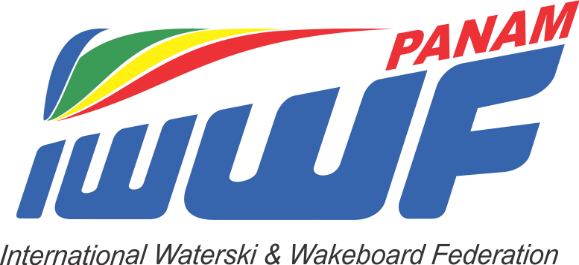 PANAM
IWWF
International Waterski & Wakeboard Federation